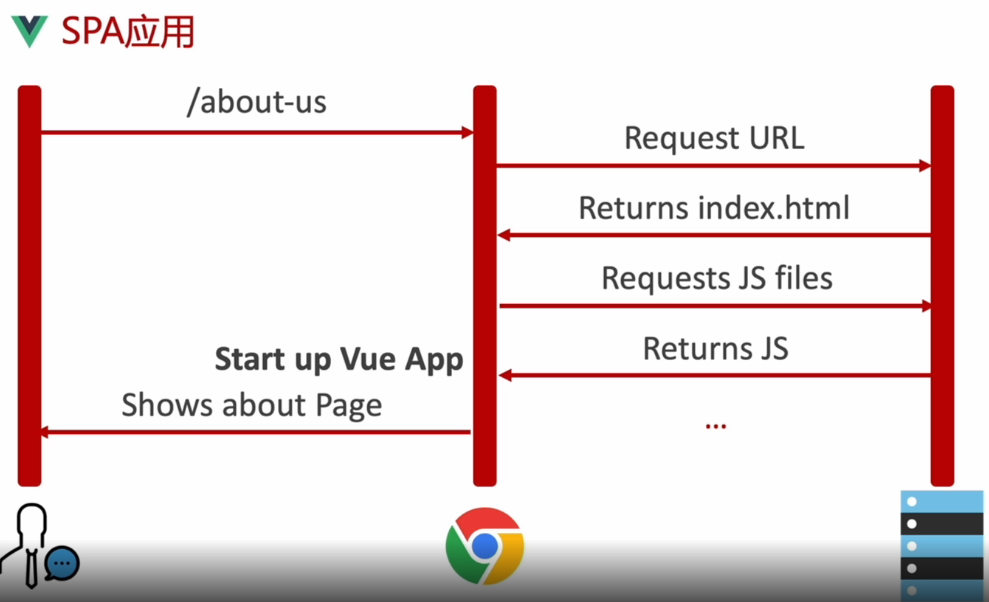 SPA应用
/about-us
Request URL
Returns index.html
Requests JS files
Returns JS
Start up Vue App
Shows about Page
...